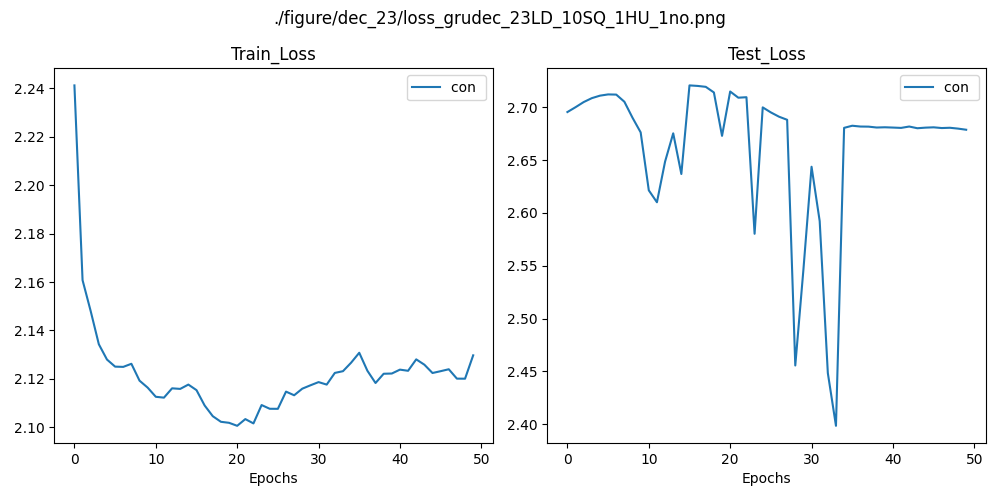 ./figure/dec_23/loss_grudec_23LD_10SQ_1HU_1no.png
Train_Loss
con
2.24
2.22
2.20
2.18
2.16
2.14
2.12
2.10
0 10 20 30 40 50
Epochs
Test_Loss
con
2.70
2.65
2.60
2.55
2.50
2.45
2.40
0 10 20 30 40 50
Epochs